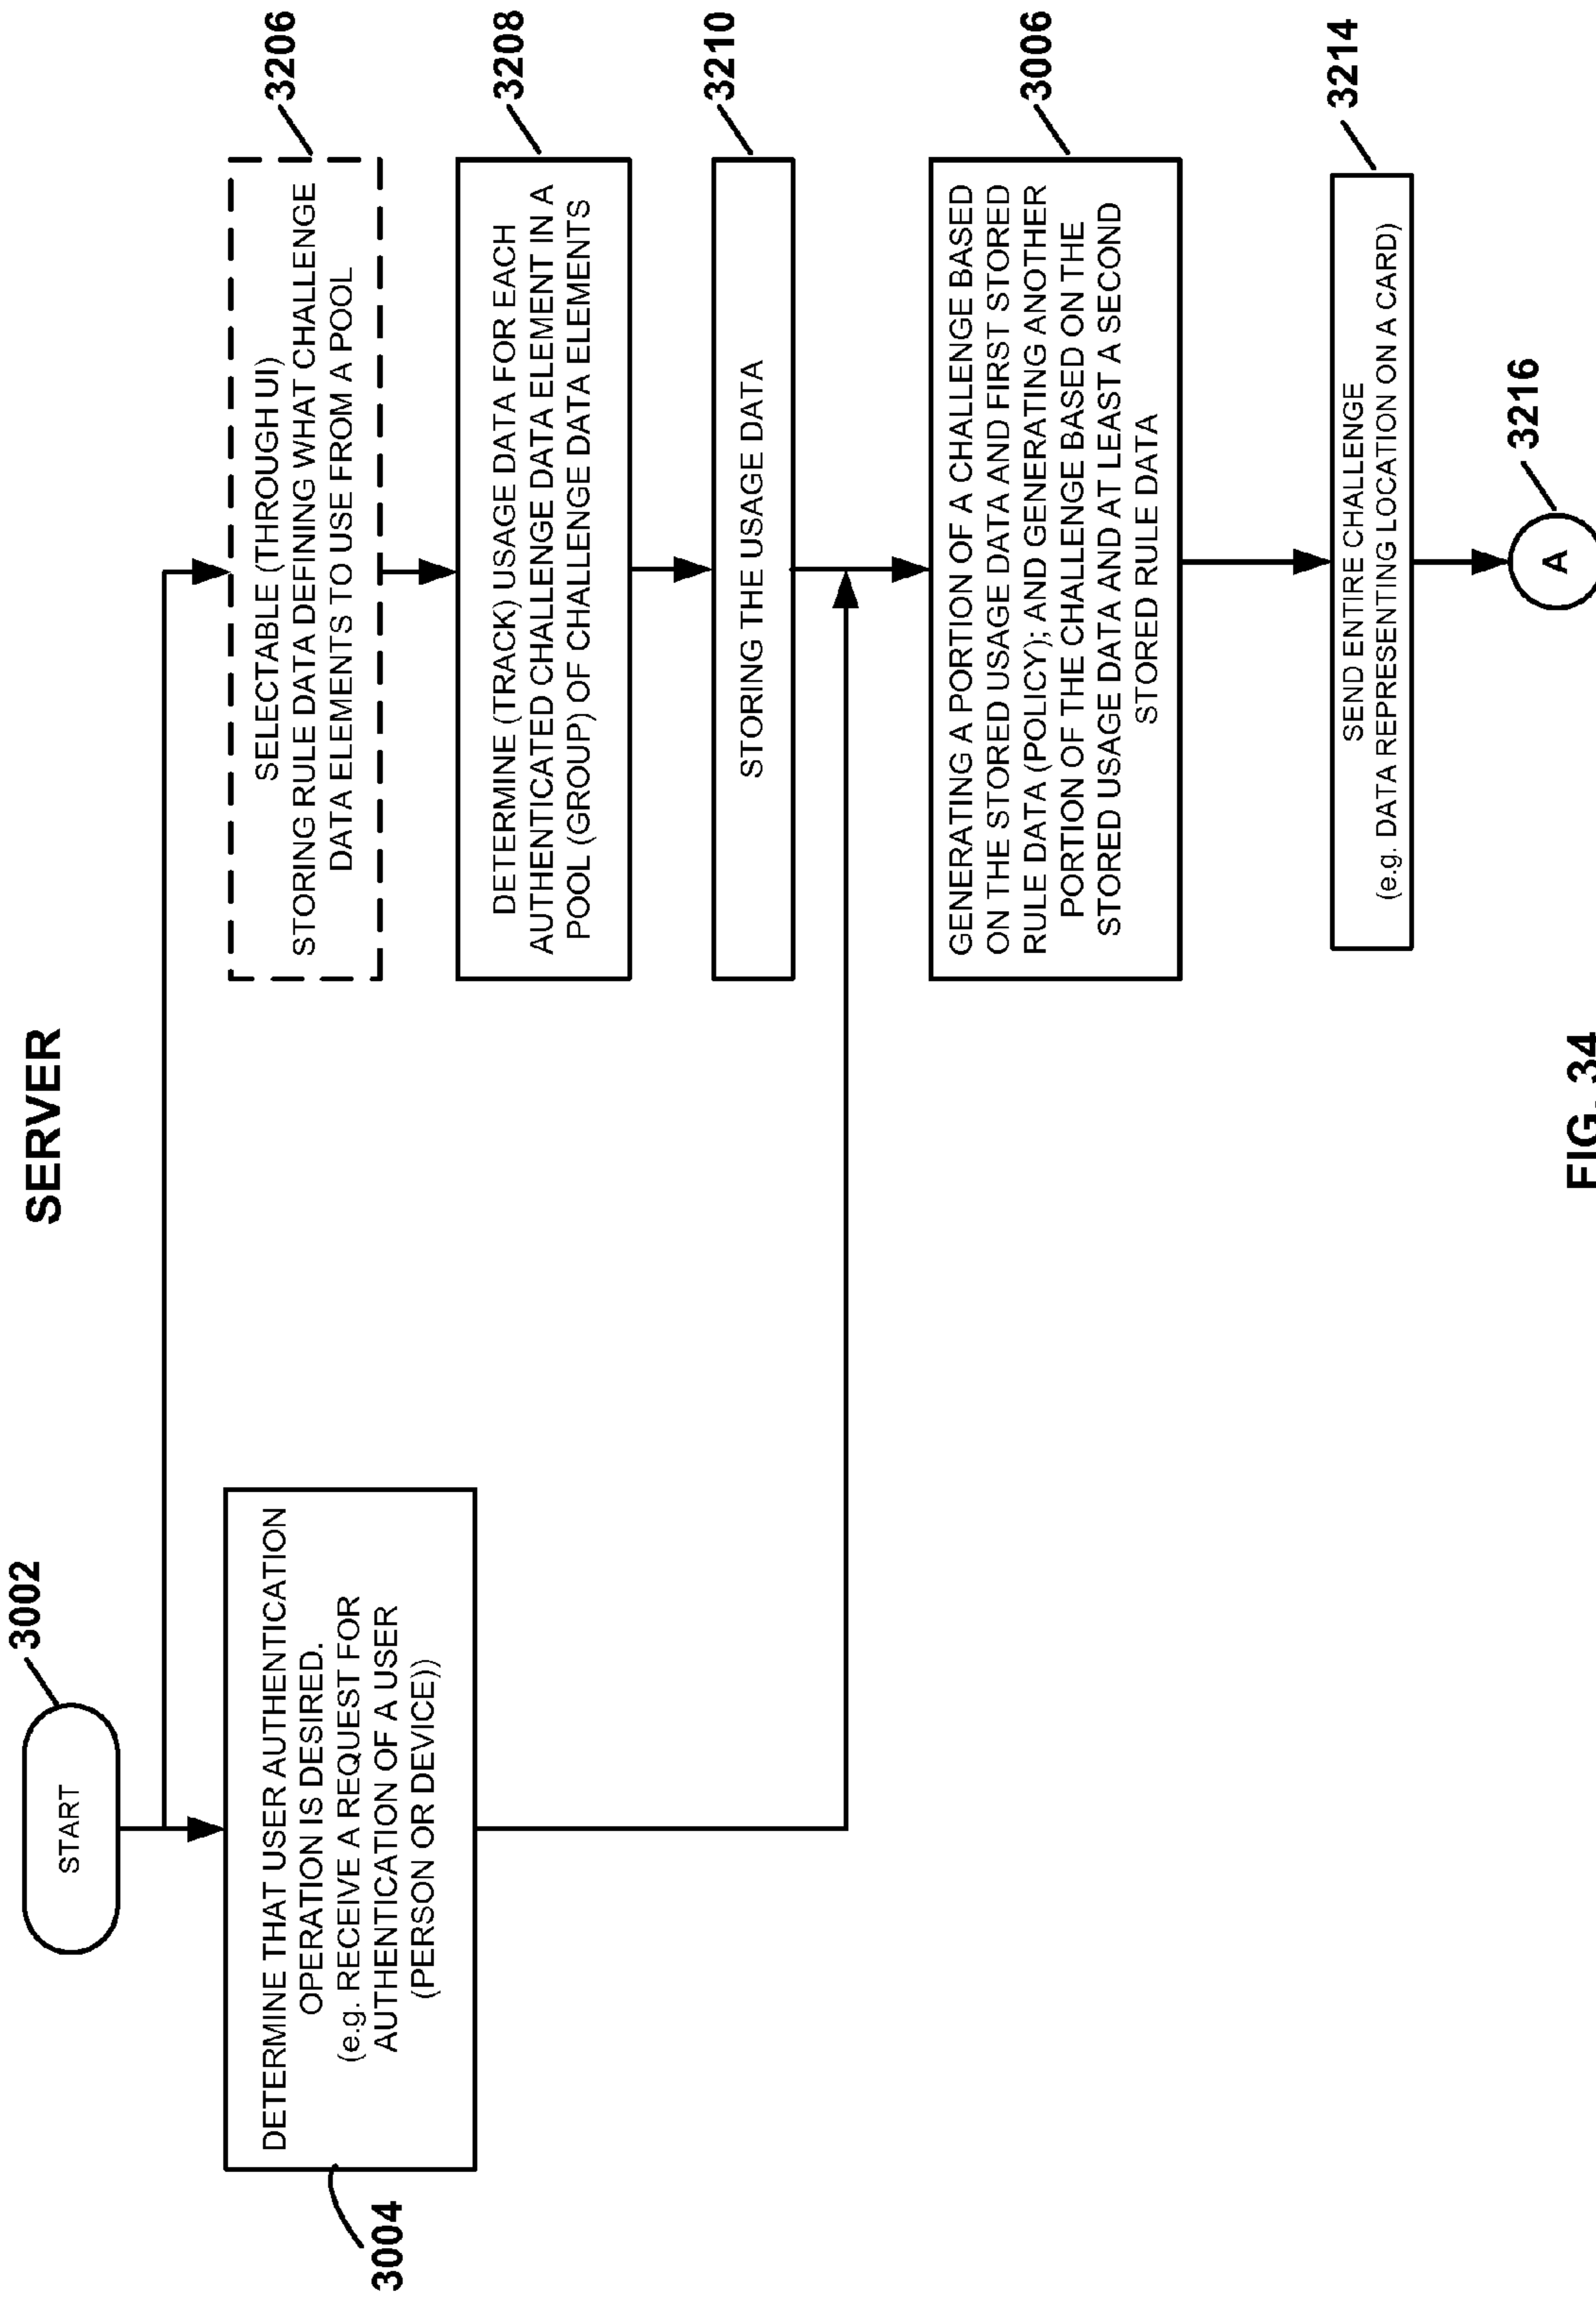 SERVER
3002
START
3004
DETERMINE THAT USER AUTHENTICATION
OPERATION IS DESIRED.
(e.g. RECEIVE A REQUEST FOR
AUTHENTICATION OF A USER
(PERSON OR DEVICE))
3206
SELECTABLE (THROUGH UI)
STORING RULE DATA DEFINING WHAT CHALLENGE
DATA ELEMENTS TO USE FROM A POOL
3208
DETERMINE (TRACK) USAGE DATA FOR EACH
AUTHENTICATED CHALLENGE DATA ELEMENT IN A
POOL (GROUP) OF CHALLENGE DATA ELEMENTS
3210
STORING THE USAGE DATA
3006
GENERATING A PORTION OF A CHALLENGE BASED
ON THE STORED USAGE DATA AND FIRST STORED
RULE DATA (POLICY); AND GENERATING ANOTHER
PORTION OF THE CHALLENGE BASED ON THE
STORED USAGE DATA AND AT LEAST A SECOND
STORED RULE DATA
3214
SEND ENTIRE CHALLENGE
(e.g. DATA REPRESENTING LOCATION ON A CARD)
3216
A
FIG. 34